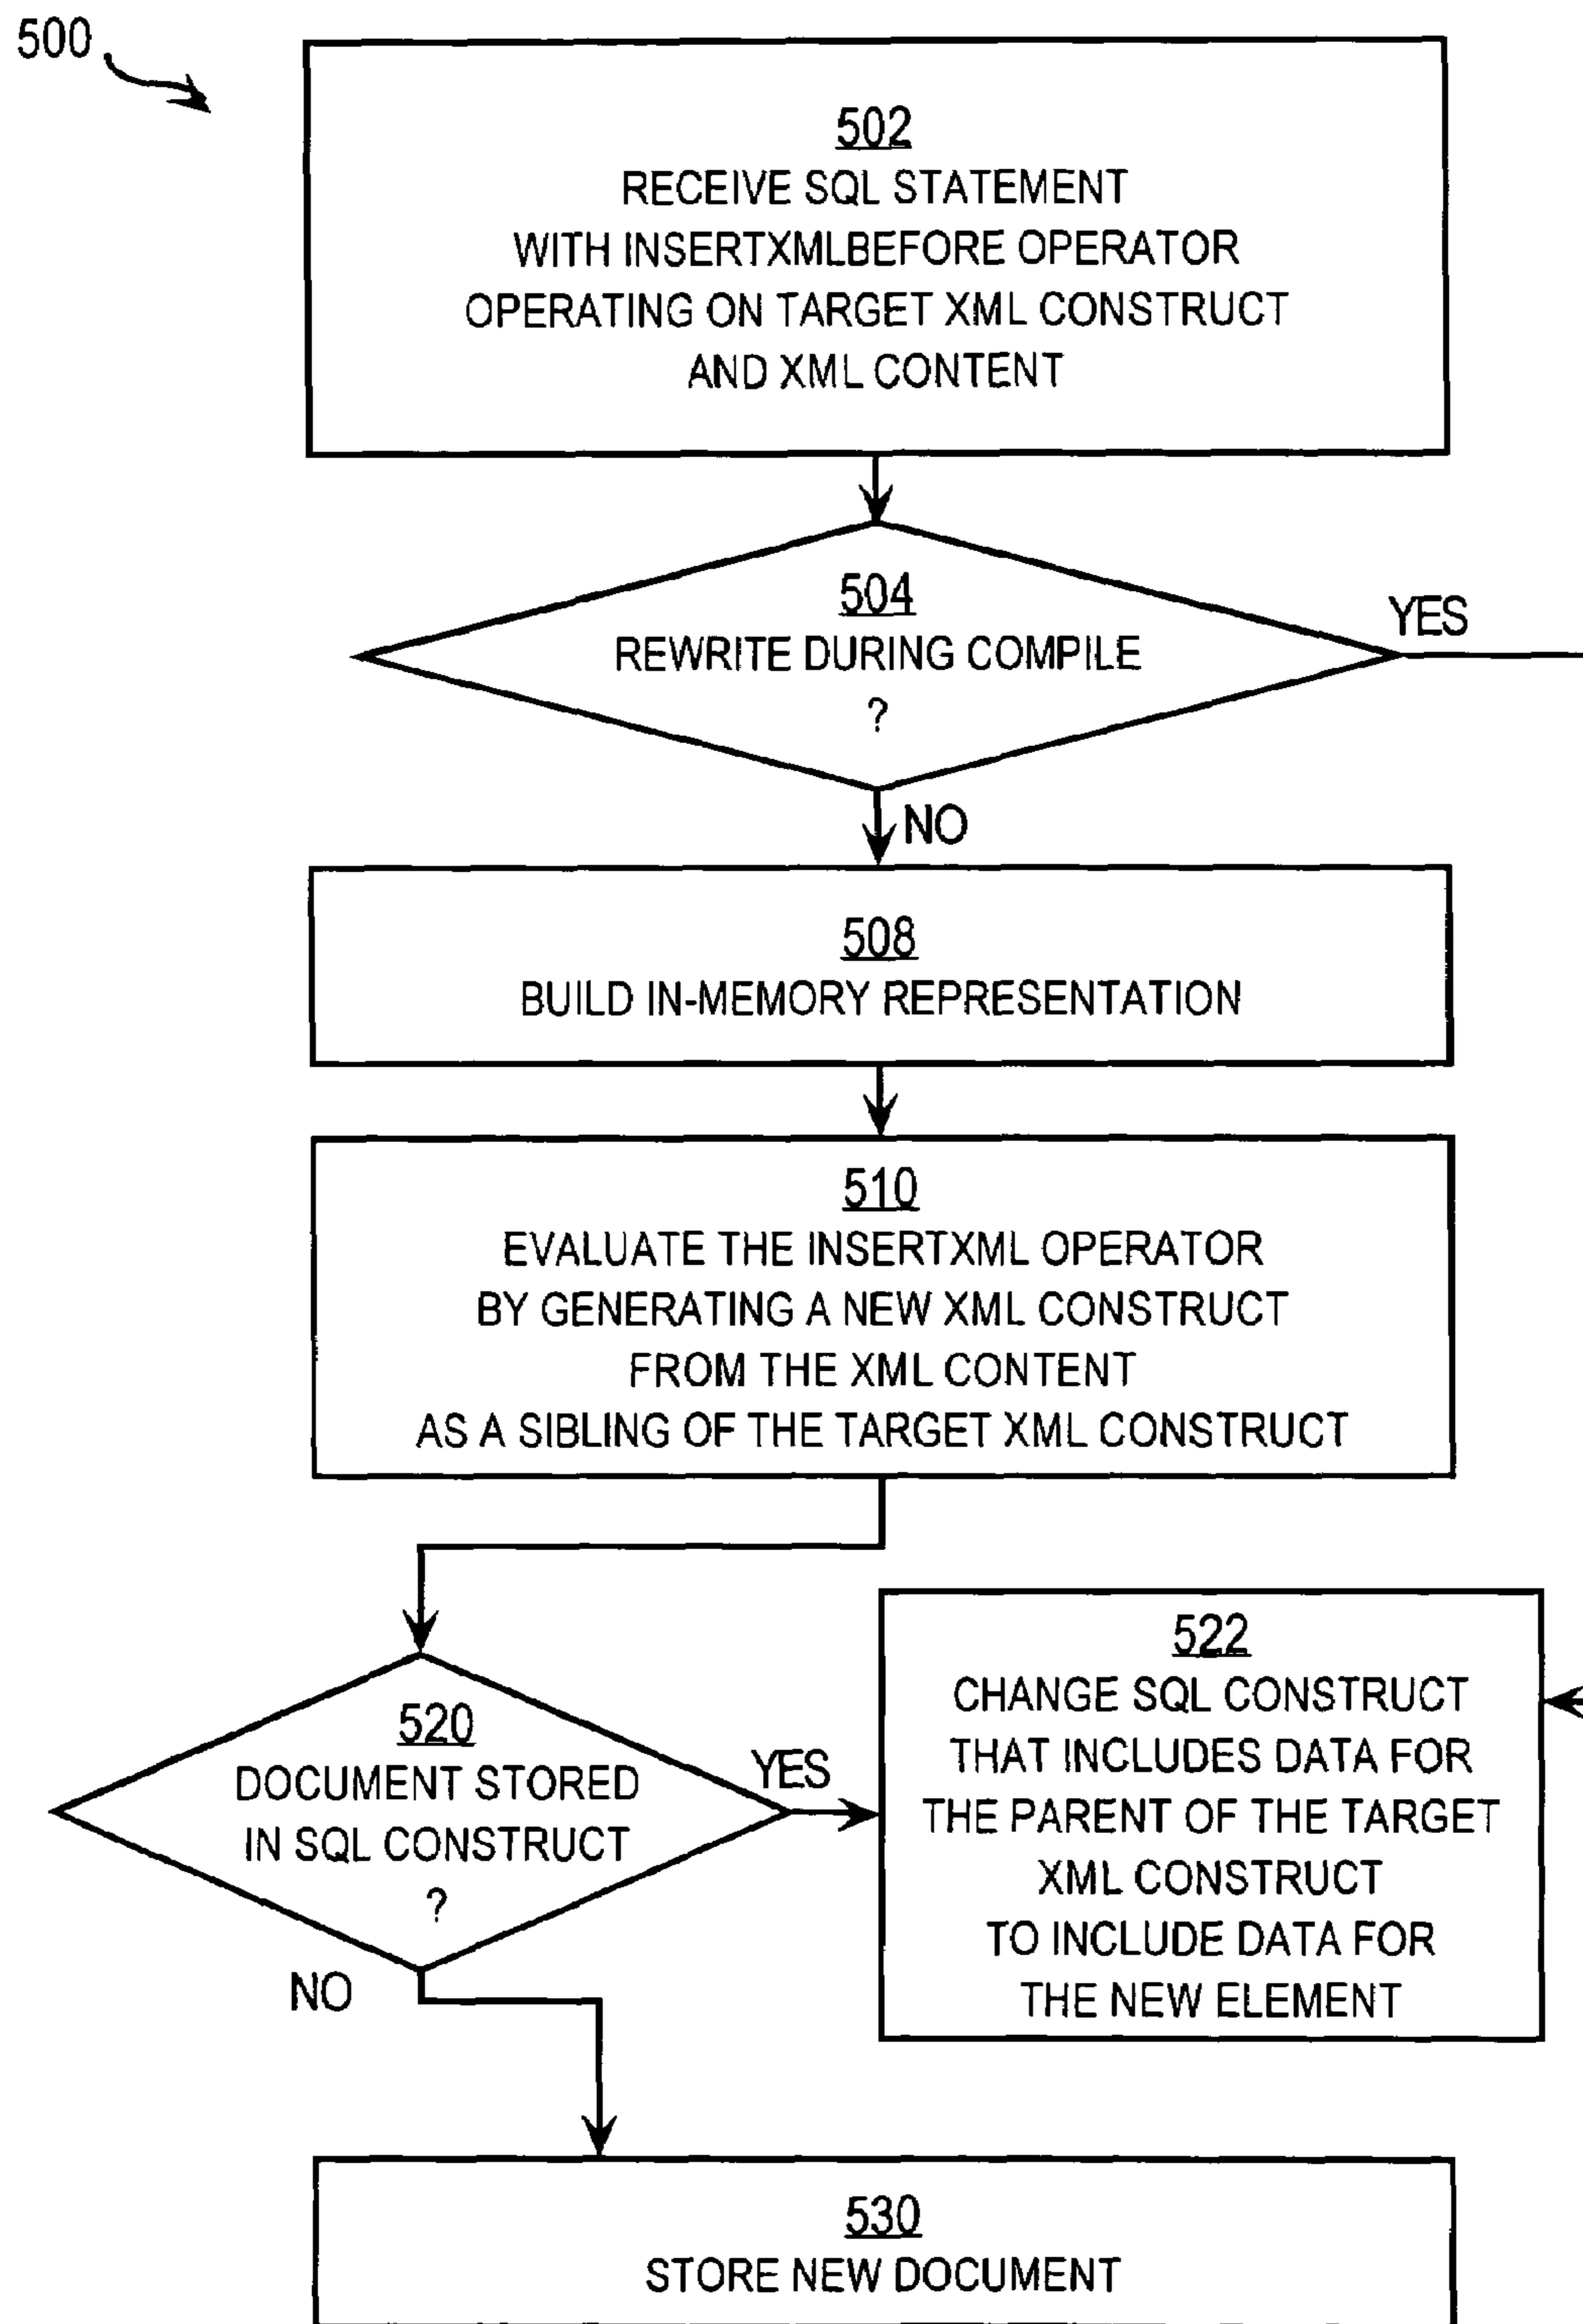 500
502
RECEIVE SQL STATEMENT
WITH INSERTXMLBEFORE OPERATOR
OPERATING ON TARGET XML CONSTRUCT
AND XML CONTENT
504
REWRITE DURING COMPILE
?
YES
NO
508
BUILD IN-MEMORY REPRESENTATION
510
EVALUATE THE INSERTXML OPERATOR
BY GENERATING A NEW XML CONSTRUCT
FROM THE XML CONTENT
AS A SIBLING OF THE TARGET XML CONSTRUCT
520
DOCUMENT STORED
IN SQL CONSTRUCT
?
YES
NO
522
CHANGE SQL CONSTRUCT
THAT INCLUDES DATA FOR
THE PARENT OF THE TARGET
XML CONSTRUCT
TO INCLUDE DATA FOR
THE NEW ELEMENT
530
STORE NEW DOCUMENT